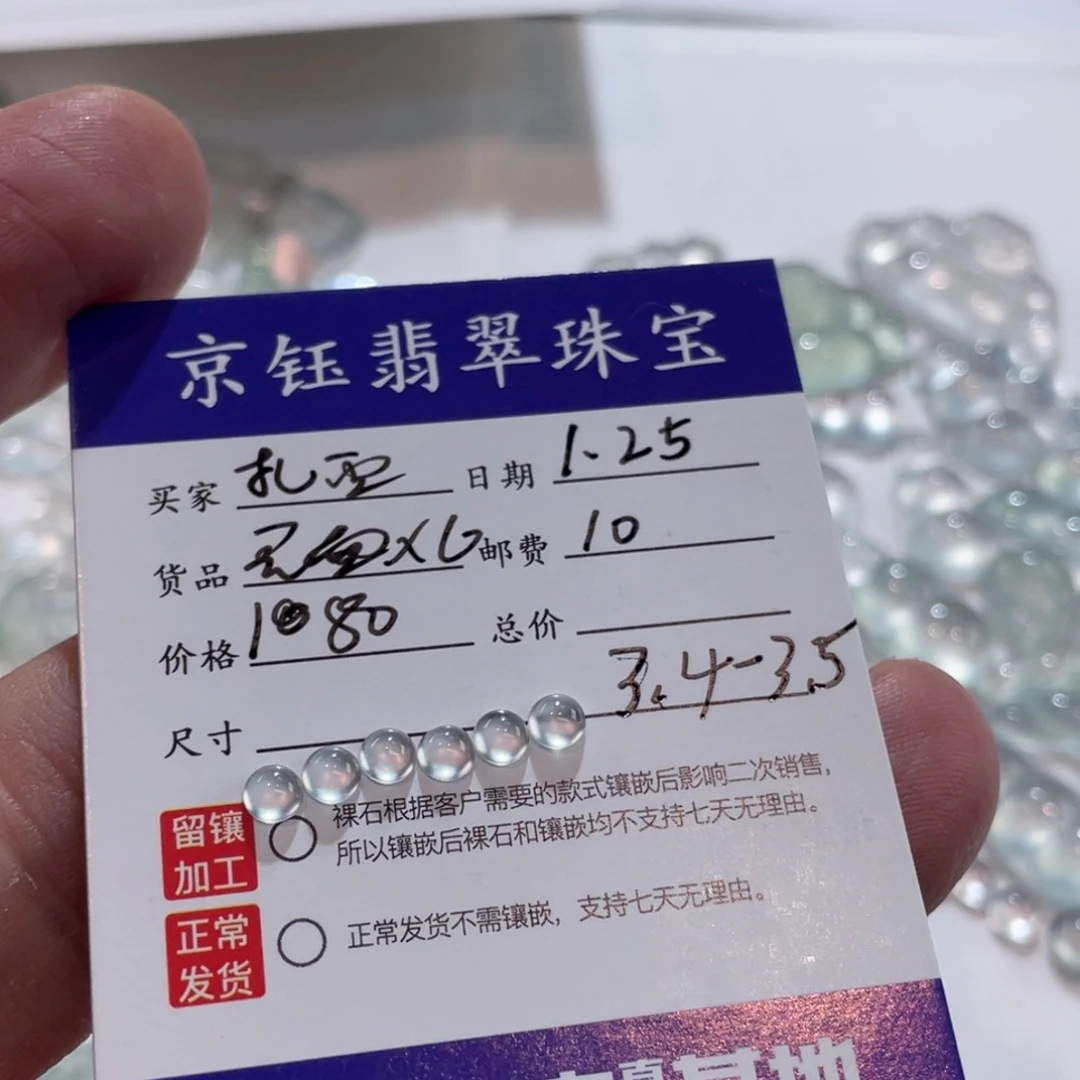 京钰翡翠珠宝
买家 扎西 日期 1.25
货品 蛋面×6 邮费 10
价格 1080 总价
3.4-3.5
尺寸
留镶加工
裸石根据客户需要的款式镶嵌后影响二次销售，
所以镶嵌后裸石和镶嵌均不支持七天无理由。
正常发货
正常发货不需镶嵌，支持七天无理由。
基地